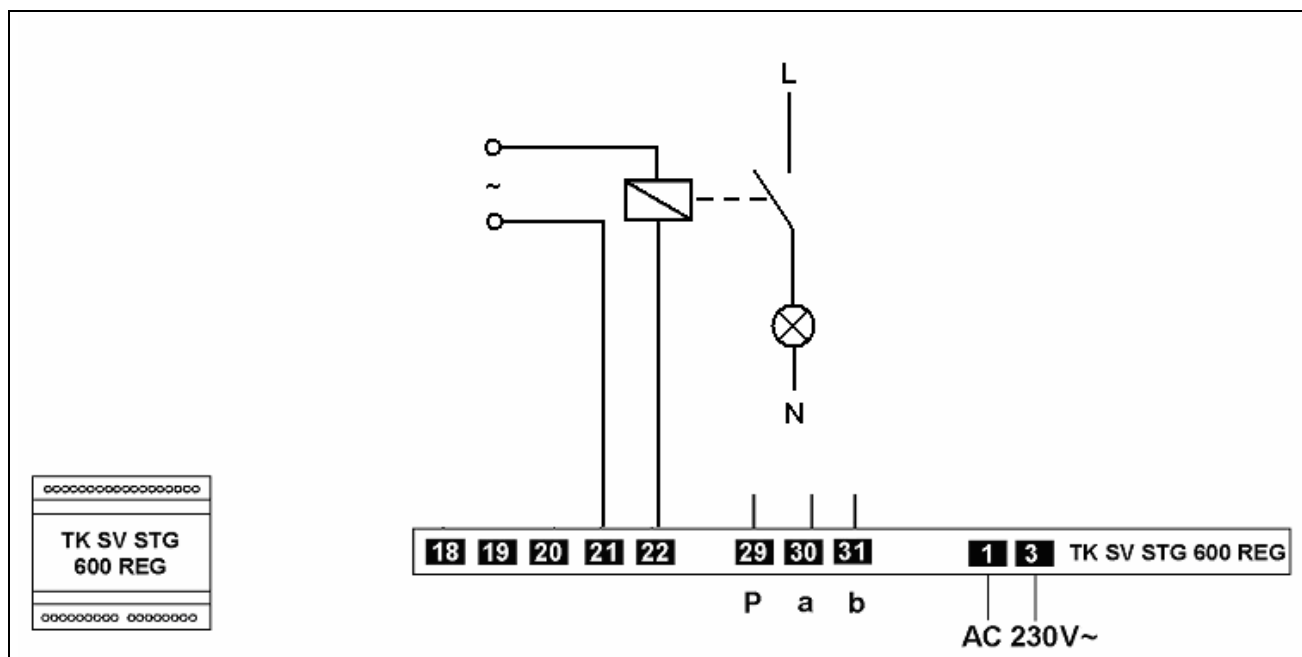 L
~
N
TK SV STG
600 REG
18 19 20 21 22 29 30 31 1 3 TK SV STG 600 REG
P a b
AC 230V~